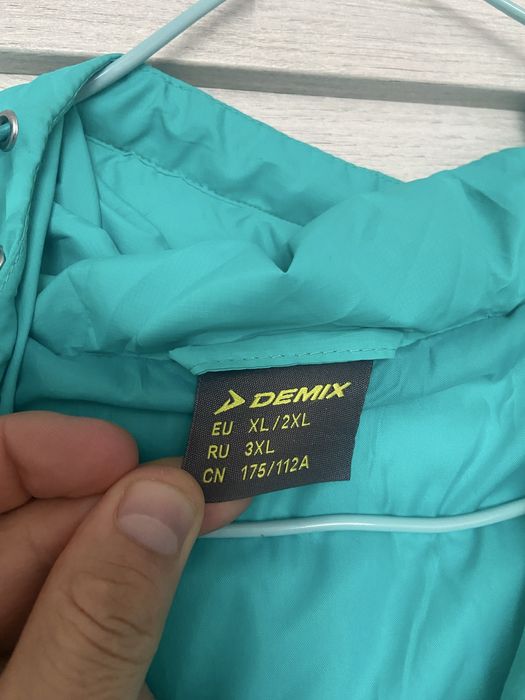 DEMIX
EU XL/2XL
RU 3XL
CN 175/112A